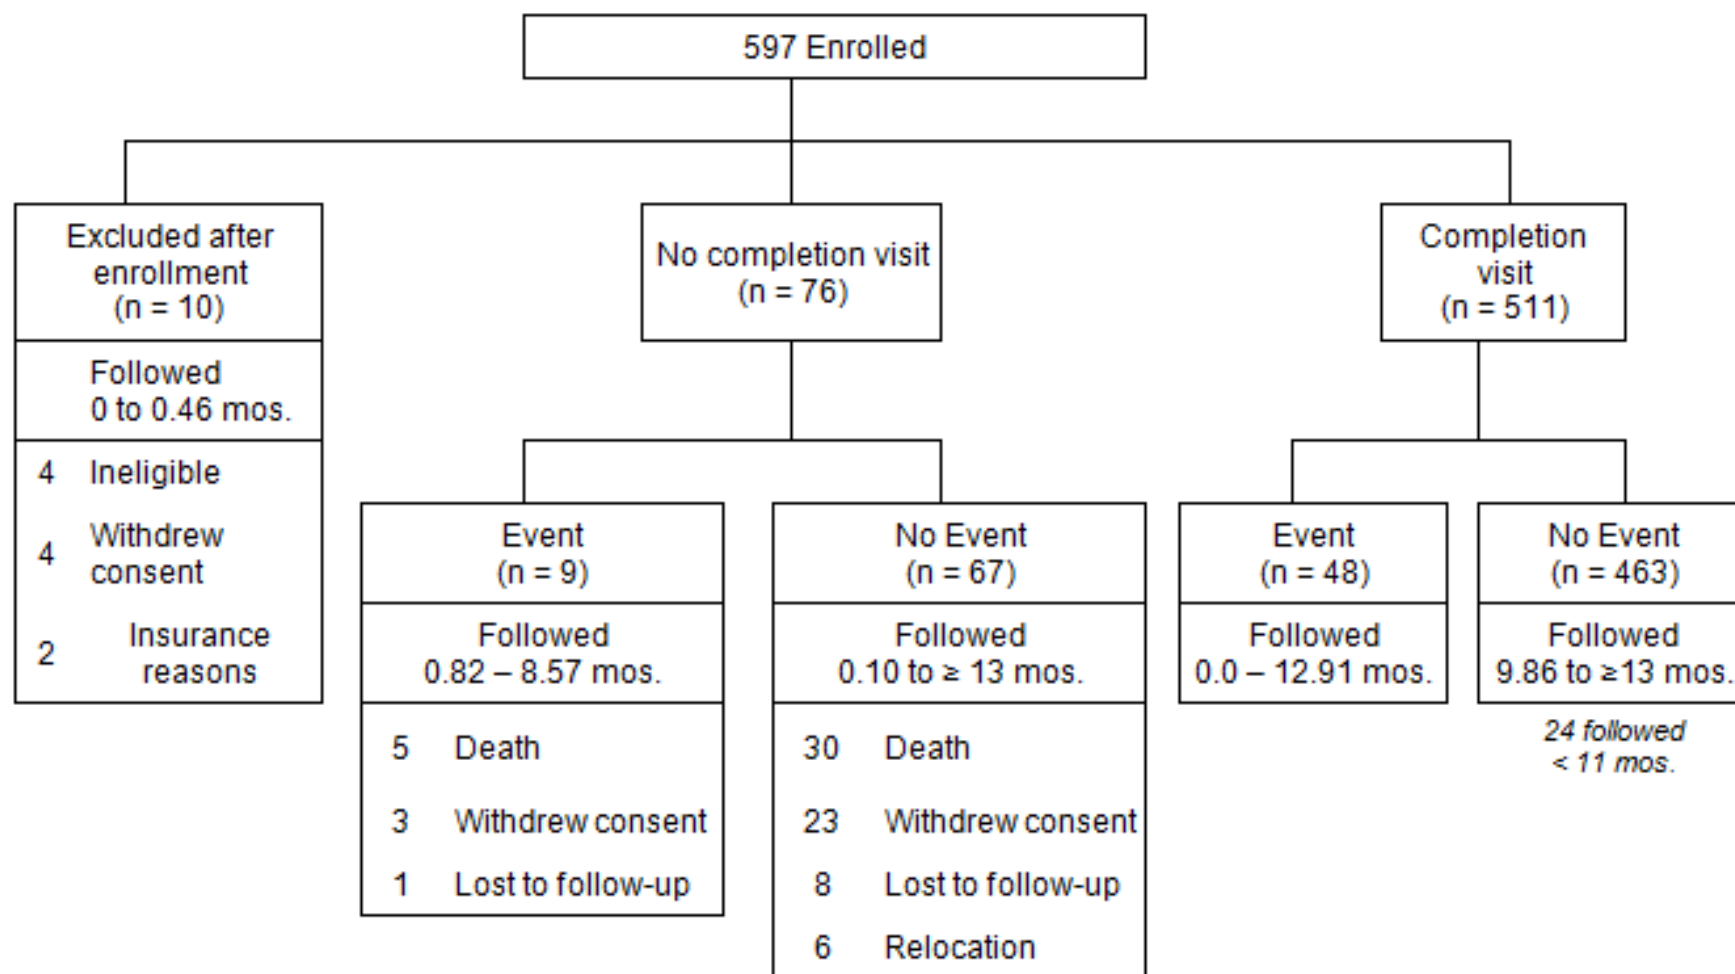 597 Enrolled
Excluded after
enrollment
(n = 10)
Followed
0 to 0.46 mos.
4 Ineligible
4 Withdrew
consent
2 Insurance
reasons
No completion visit
(n = 76)
Event
(n = 9)
Followed
0.82 – 8.57 mos.
5 Death
3 Withdrew consent
1 Lost to follow-up
No Event
(n = 67)
Followed
0.10 to ≥ 13 mos.
30 Death
23 Withdrew consent
8 Lost to follow-up
6 Relocation
Completion
visit
(n = 511)
Event
(n = 48)
Followed
0.0 – 12.91 mos.
No Event
(n = 463)
Followed
9.86 to ≥13 mos.
24 followed
< 11 mos.